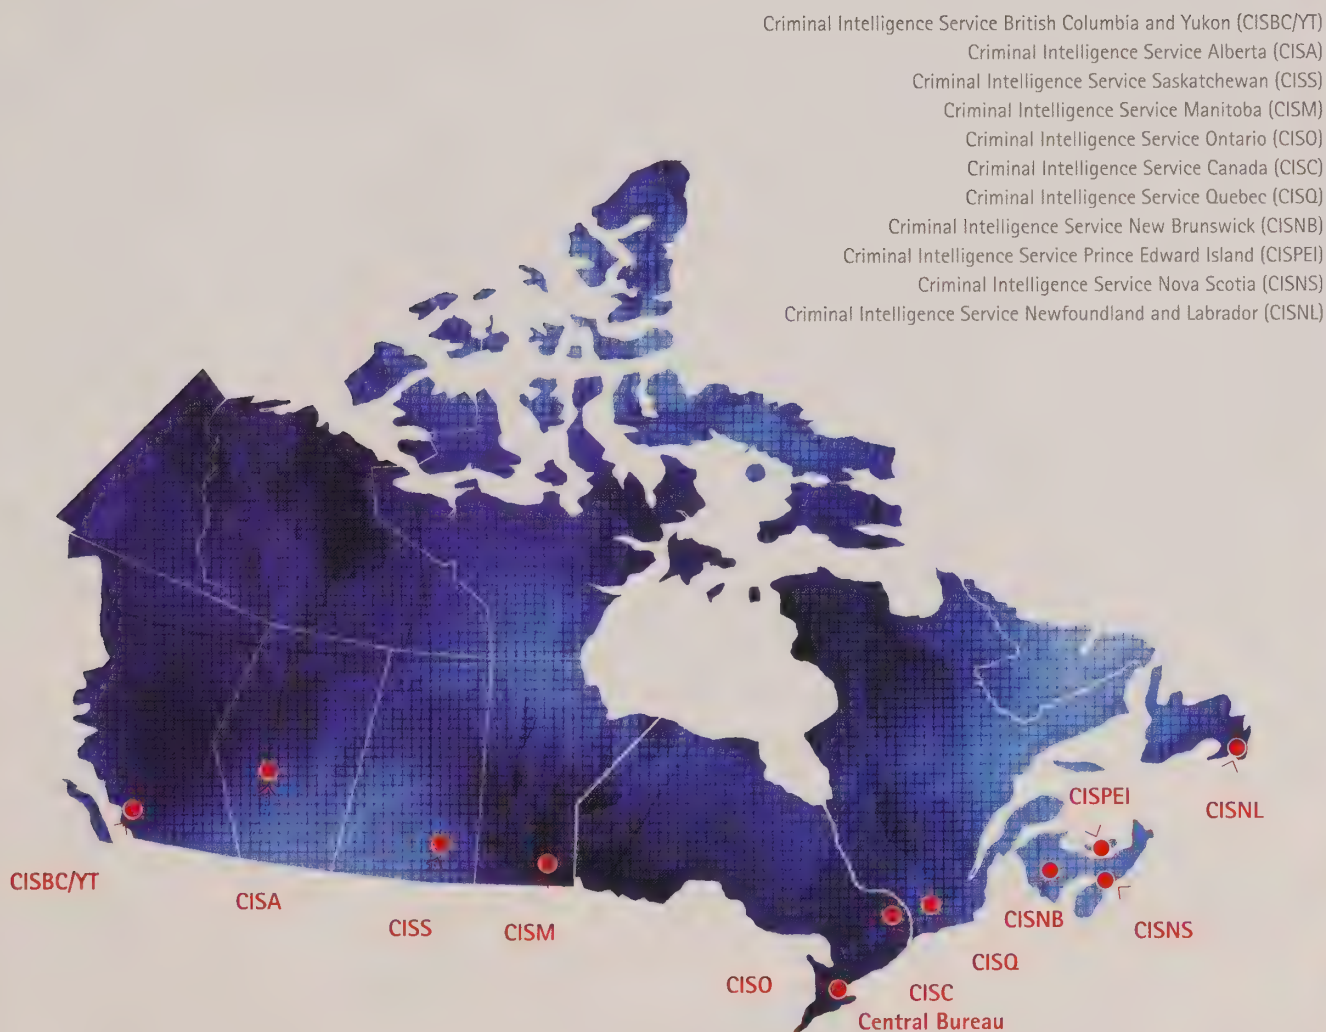 Criminal Intelligence Service British Columbia and Yukon (CISBC/YT)
Criminal Intelligence Service Alberta (CISA)
Criminal Intelligence Service Saskatchewan (CISS)
Criminal Intelligence Service Manitoba (CISM)
Criminal Intelligence Service Ontario (CISO)
Criminal Intelligence Service Canada (CISC)
Criminal Intelligence Service Quebec (CISQ)
Criminal Intelligence Service New Brunswick (CISNB)
Criminal Intelligence Service Prince Edward Island (CISPEI)
Criminal Intelligence Service Nova Scotia (CISNS)
Criminal Intelligence Service Newfoundland and Labrador (CISNL)
CISPEI
CISNL
CISBC/YT
CISA
CISS
CISM
CISNB
CISNS
CISQ
CISO
CISC
Central Bureau